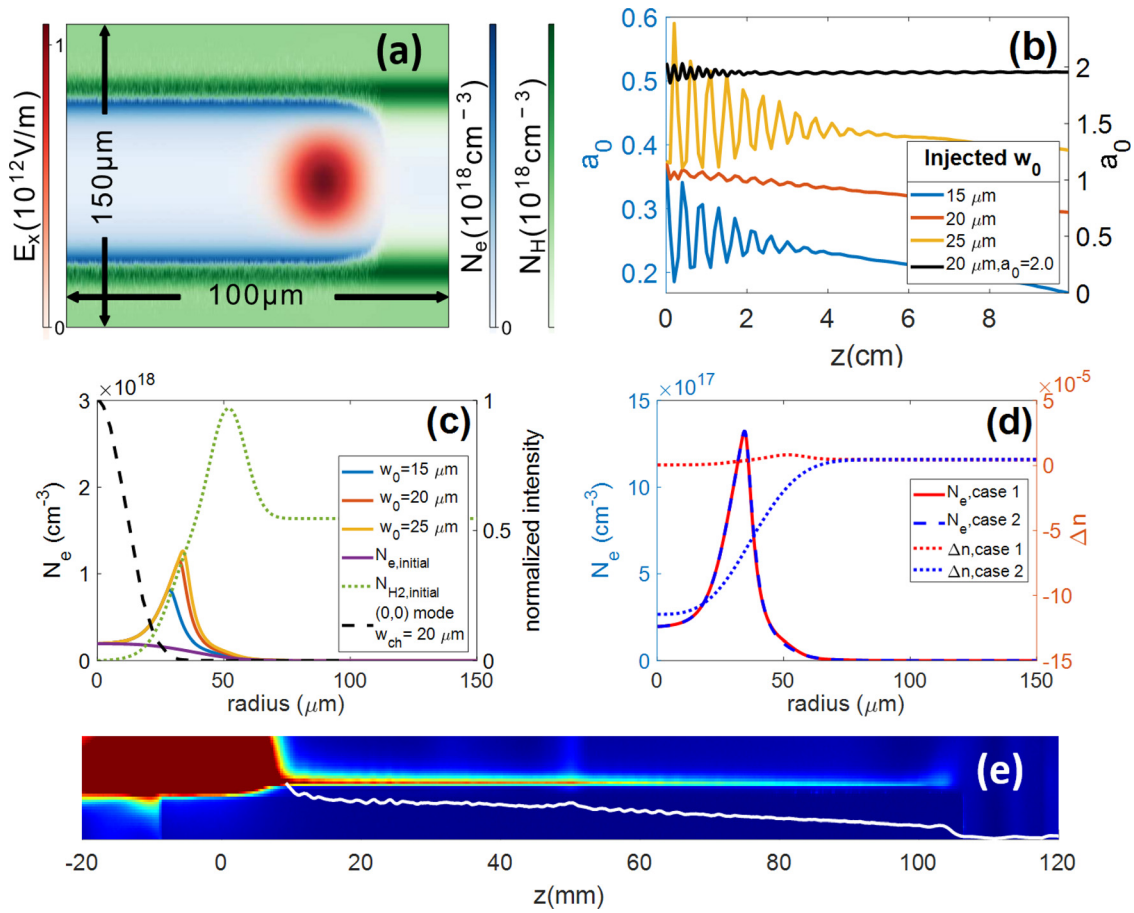 (a)
1
0
E_x(10^12V/m)
150μm
100μm
N_e(10^18cm^-3)
N_H(10^18cm^-3)
(b)
0.6
0.5
0.4
0.3
0.2
a_0
2
1.5
1
0.5
0
a_0
Injected w_0
15 μm
20 μm
25 μm
20 μm,a_0=2.0
0 2 4 6 8
z(cm)
×10^18
(c)
3
2
1
0
N_e (cm^-3)
1
0.5
0
normalized intensity
w_0=15 μm
w_0=20 μm
w_0=25 μm
N_e,initial
N_H2,initial
(0,0) mode
w_ch= 20 μm
0 50 100 150
radius (μm)
×10^17
(d)
×10^-5
15
10
5
0
N_e (cm^-3)
5
0
-5
-10
-15
Δn
N_e,case 1
N_e,case 2
Δn,case 1
Δn,case 2
0 50 100 150
radius (μm)
(e)
-20 0 20 40 60 80 100 120
z(mm)